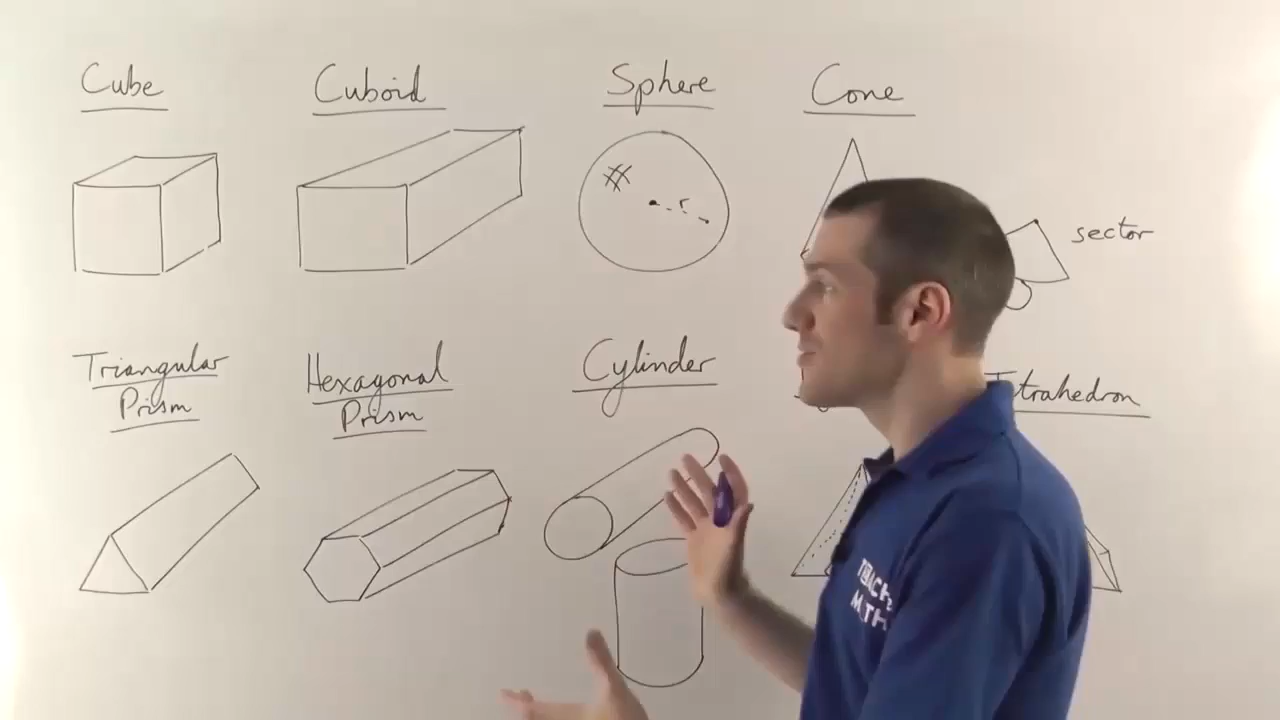 Cube
Cuboid
Sphere
Cone
r
sector
Triangular
Prism
Hexagonal
Prism
Cylinder